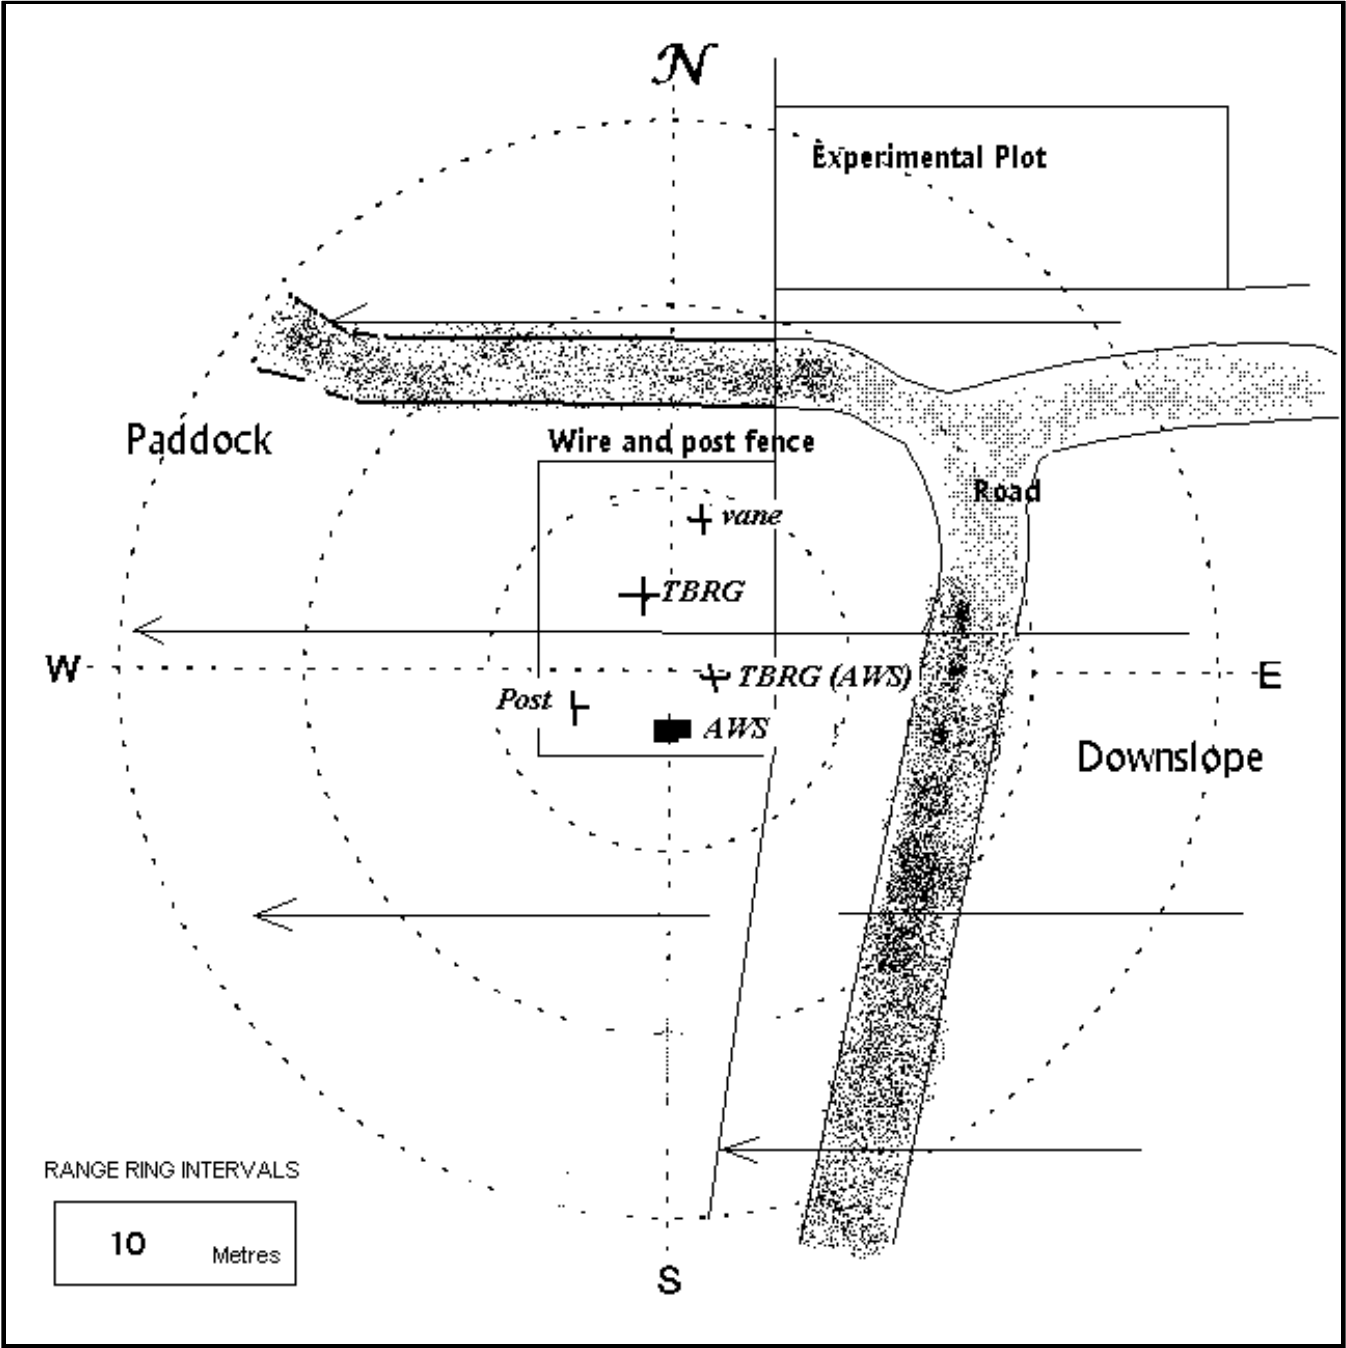 N
Experimental Plot
Paddock
Wire and post fence
Road
vane
TBRG
W
TBRG (AWS)
E
Post
AWS
Downslope
RANGE RING INTERVALS
10 Metres
S